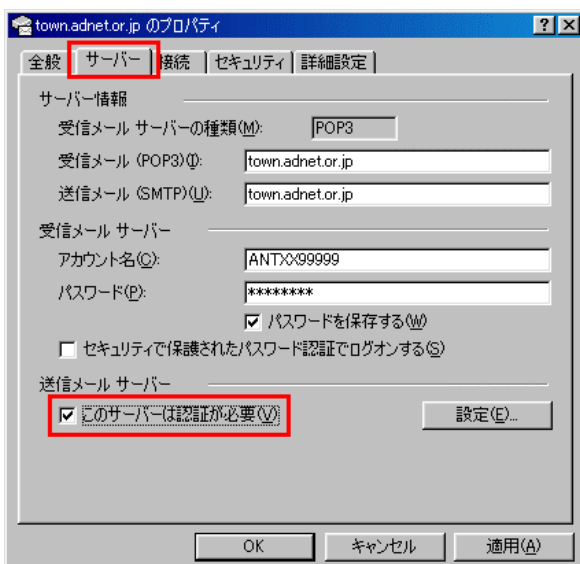 town.adnet.or.jp のプロパティ
全般 サーバー 接続 セキュリティ 詳細設定
サーバー情報
受信メール サーバーの種類(M): POP3
受信メール (POP3)(I): town.adnet.or.jp
送信メール (SMTP)(U): town.adnet.or.jp
受信メール サーバー
アカウント名(C): ANTXX99999
パスワード(P): ********
パスワードを保存する(W)
セキュリティで保護されたパスワード認証でログオンする(S)
送信メール サーバー
このサーバーは認証が必要(V) 設定(E)...
OK キャンセル 適用(A)